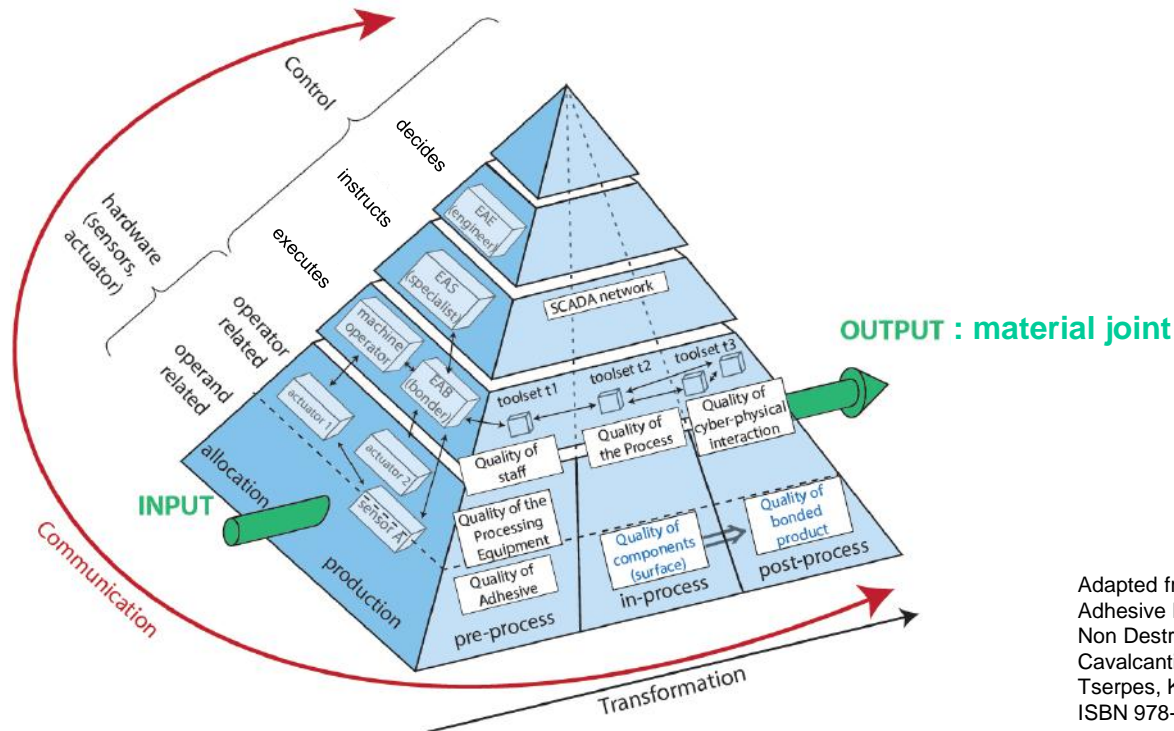 Control
hardware
(sensors,
actuator)
decides
instructs
executes
operator
related
operand
related
EAE
(engineer)
EAS
(specialist)
machine
operator
EAB
(bonder)
actuator 1
actuator 2
sensor A
allocation
production
INPUT
Communication
SCADA network
toolset t1
toolset t2
toolset t3
Quality of
staff
Quality of
the Process
Quality of
cyber-physical
interaction
Quality of the
Processing
Equipment
Quality of
Adhesive
Quality of
components
(surface)
Quality of
bonded
product
pre-process
in-process
post-process
Transformation
OUTPUT : material joint
Adapted
Adhesive
Non Destr
Cavalcant
Tserpes,
ISBN 978-